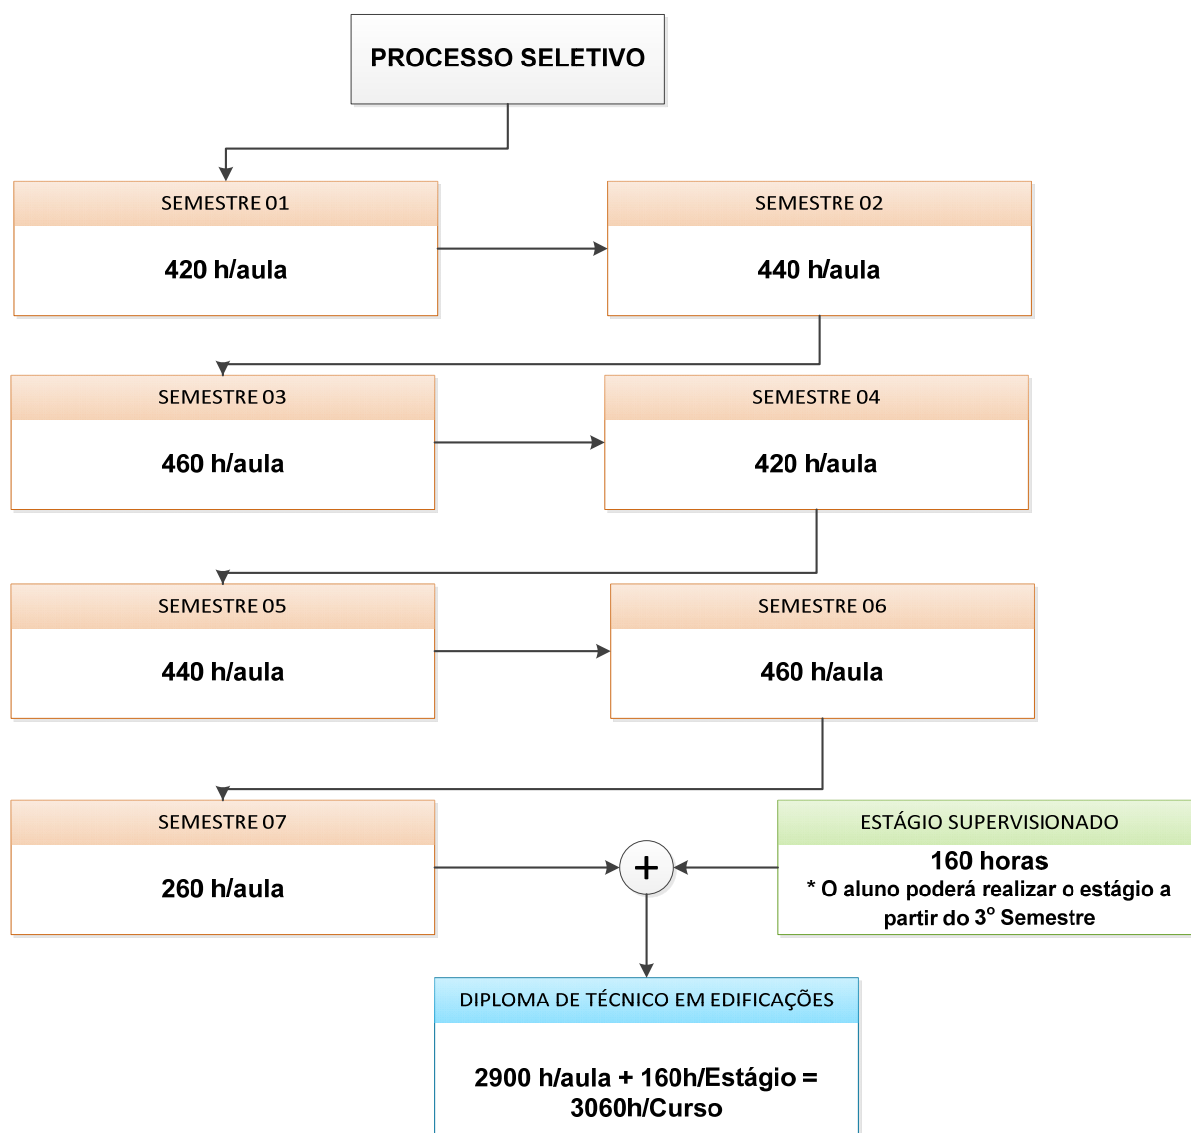 PROCESSO SELETIVO
SEMESTRE 01
420 h/aula
SEMESTRE 02
440 h/aula
SEMESTRE 03
460 h/aula
SEMESTRE 04
420 h/aula
SEMESTRE 05
440 h/aula
SEMESTRE 06
460 h/aula
SEMESTRE 07
260 h/aula
+
ESTÁGIO SUPERVISIONADO
160 horas
* O aluno poderá realizar o estágio a
partir do 3º Semestre
DIPLOMA DE TÉCNICO EM EDIFICAÇÕES
2900 h/aula + 160h/Estágio =
3060h/Curso